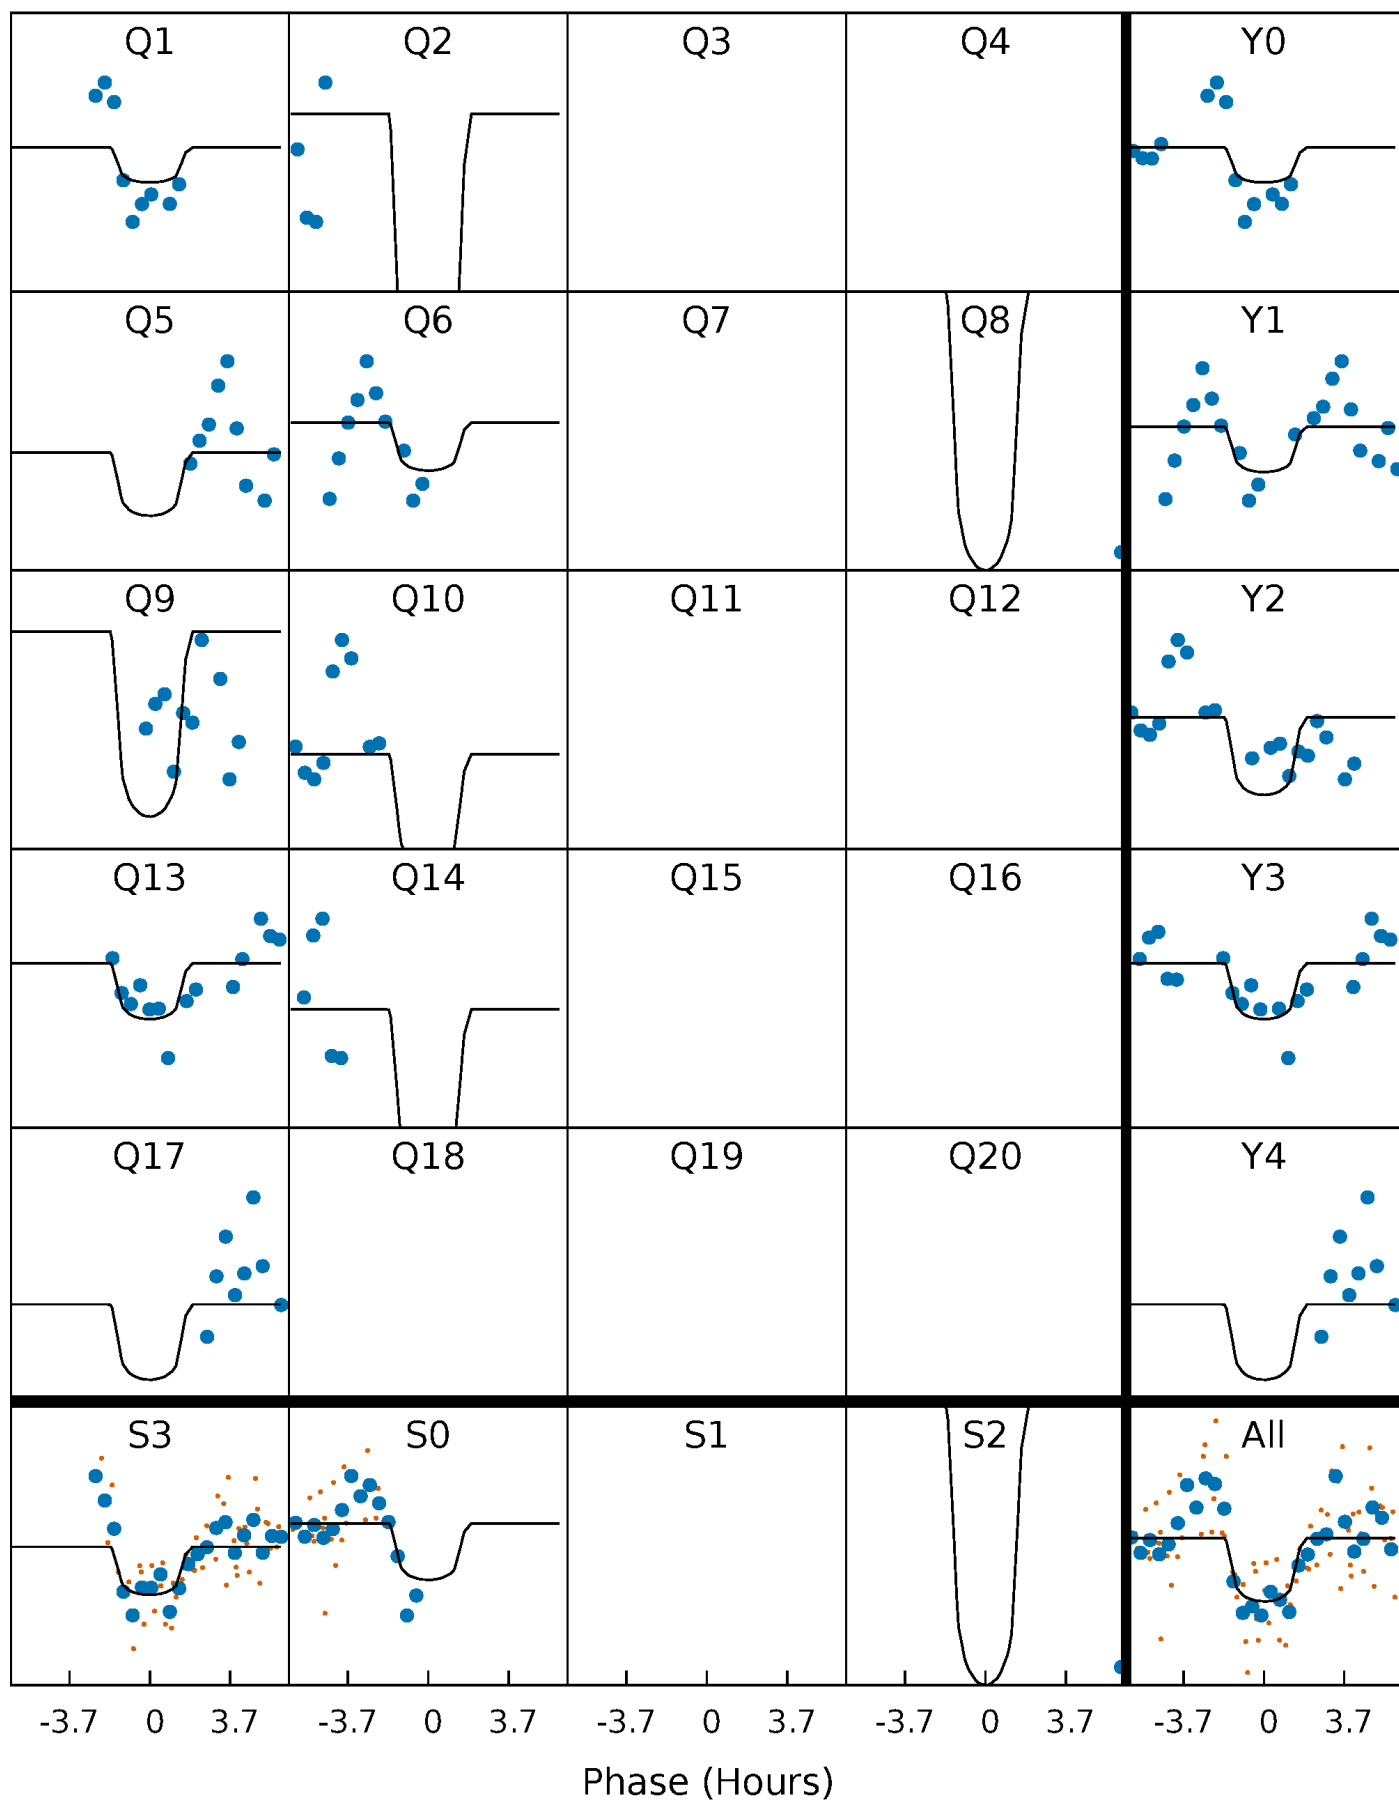 Q1 Q2 Q3 Q4 Y0
Q5 Q6 Q7 Q8 Y1
Q9 Q10 Q11 Q12 Y2
Q13 Q14 Q15 Q16 Y3
Q17 Q18 Q19 Q20 Y4
S3 S0 S1 S2 All
-3.7 0 3.7 -3.7 0 3.7 -3.7 0 3.7 -3.7 0 3.7 -3.7 0 3.7
Phase (Hours)